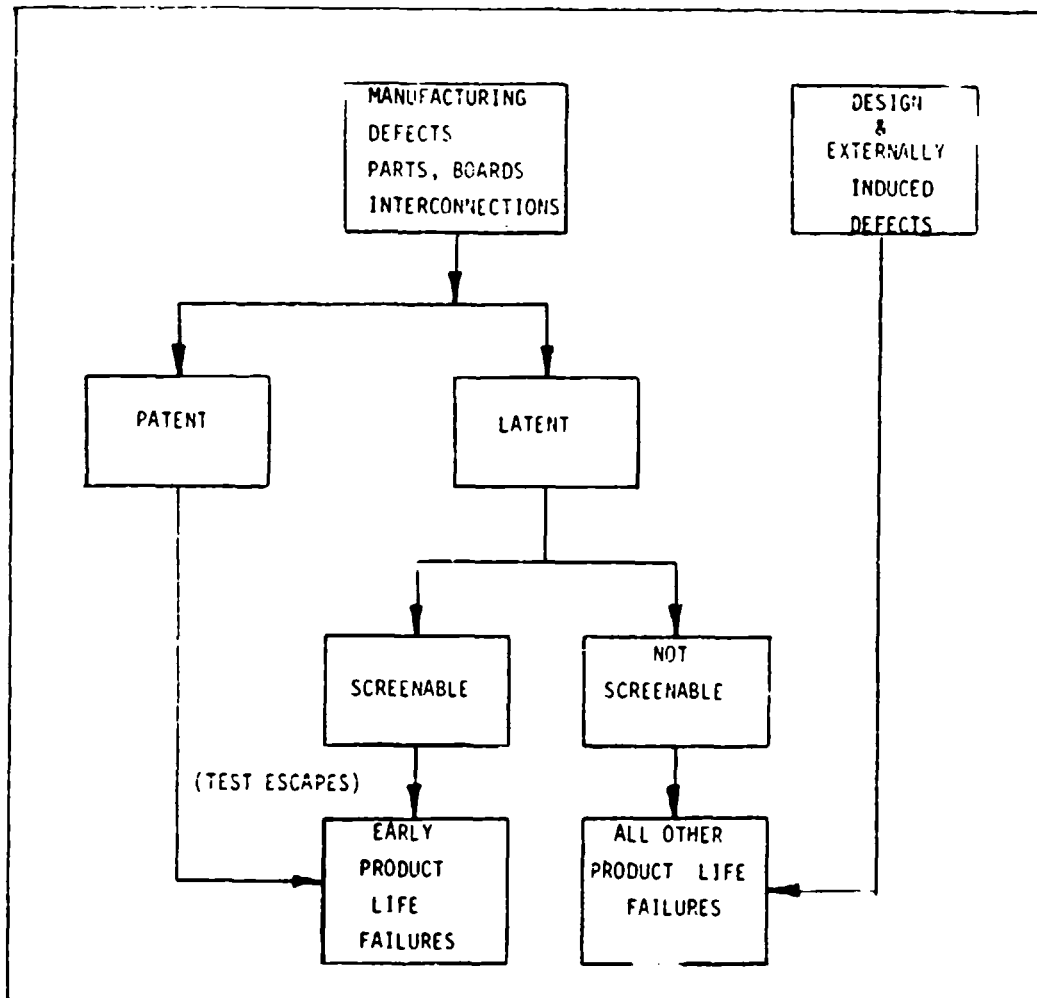 MANUFACTURING
DEFECTS
PARTS, BOARDS
INTERCONNECTIONS
DESIGN
&
EXTERNALLY
INDUCED
DEFECTS
PATENT
LATENT
SCREENABLE
NOT
SCREENABLE
(TEST ESCAPES)
EARLY
PRODUCT
LIFE
FAILURES
ALL OTHER
PRODUCT LIFE
FAILURES